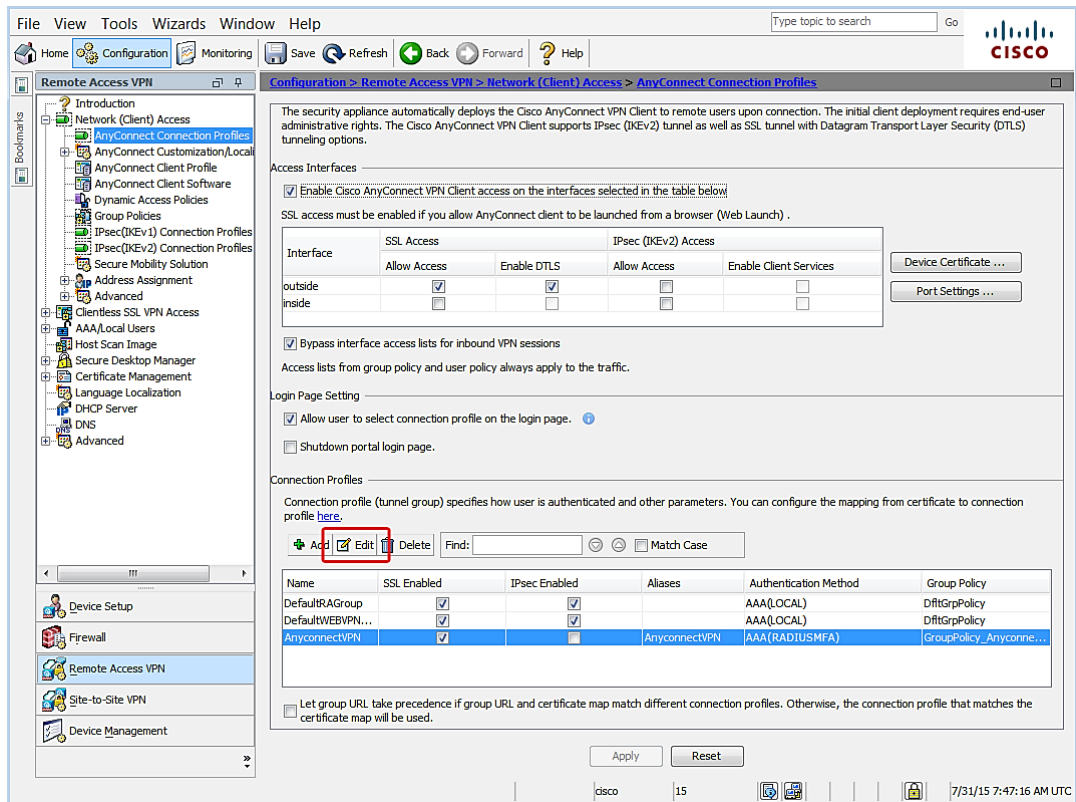 File View Tools Wizards Window Help
Type topic to search Go
CISCO
Home Configuration Monitoring Save Refresh Back Forward Help
Bookmarks
Remote Access VPN
Introduction
Network (Client) Access
AnyConnect Connection Profiles
AnyConnect Customization/Locali
AnyConnect Client Profile
AnyConnect Client Software
Dynamic Access Policies
Group Policies
IPsec(IKEv1) Connection Profiles
IPsec(IKEv2) Connection Profiles
Secure Mobility Solution
Address Assignment
Advanced
Clientless SSL VPN Access
AAA/Local Users
Host Scan Image
Secure Desktop Manager
Certificate Management
Language Localization
DHCP Server
DNS
Advanced
Device Setup
Firewall
Remote Access VPN
Site-to-Site VPN
Device Management
Configuration > Remote Access VPN > Network (Client) Access > AnyConnect Connection Profiles
The security appliance automatically deploys the Cisco AnyConnect VPN Client to remote users upon connection. The initial client deployment requires end-user
administrative rights. The Cisco AnyConnect VPN Client supports IPsec (IKEv2) tunnel as well as SSL tunnel with Datagram Transport Layer Security (DTLS)
tunneling options.
Access Interfaces
Enable Cisco AnyConnect VPN Client access on the interfaces selected in the table below
SSL access must be enabled if you allow AnyConnect client to be launched from a browser (Web Launch) .
Interface SSL Access IPsec (IKEv2) Access
Allow Access Enable DTLS Allow Access Enable Client Services
outside
inside
Device Certificate ...
Port Settings ...
Bypass interface access lists for inbound VPN sessions
Access lists from group policy and user policy always apply to the traffic.
Login Page Setting
Allow user to select connection profile on the login page.
Shutdown portal login page.
Connection Profiles
Connection profile (tunnel group) specifies how user is authenticated and other parameters. You can configure the mapping from certificate to connection
profile here.
Add Edit Delete Find: Match Case
Name SSL Enabled IPsec Enabled Aliases Authentication Method Group Policy
DefaultRAGroup AAA(LOCAL) DfltGrpPolicy
DefaultWEBVPN... AAA(LOCAL) DfltGrpPolicy
AnyconnectVPN AnyconnectVPN AAA(RADIUSMFA) GroupPolicy_Anyconne...
Let group URL take precedence if group URL and certificate map match different connection profiles. Otherwise, the connection profile that matches the
certificate map will be used.
Apply Reset
cisco 15 7/31/15 7:47:16 AM UTC